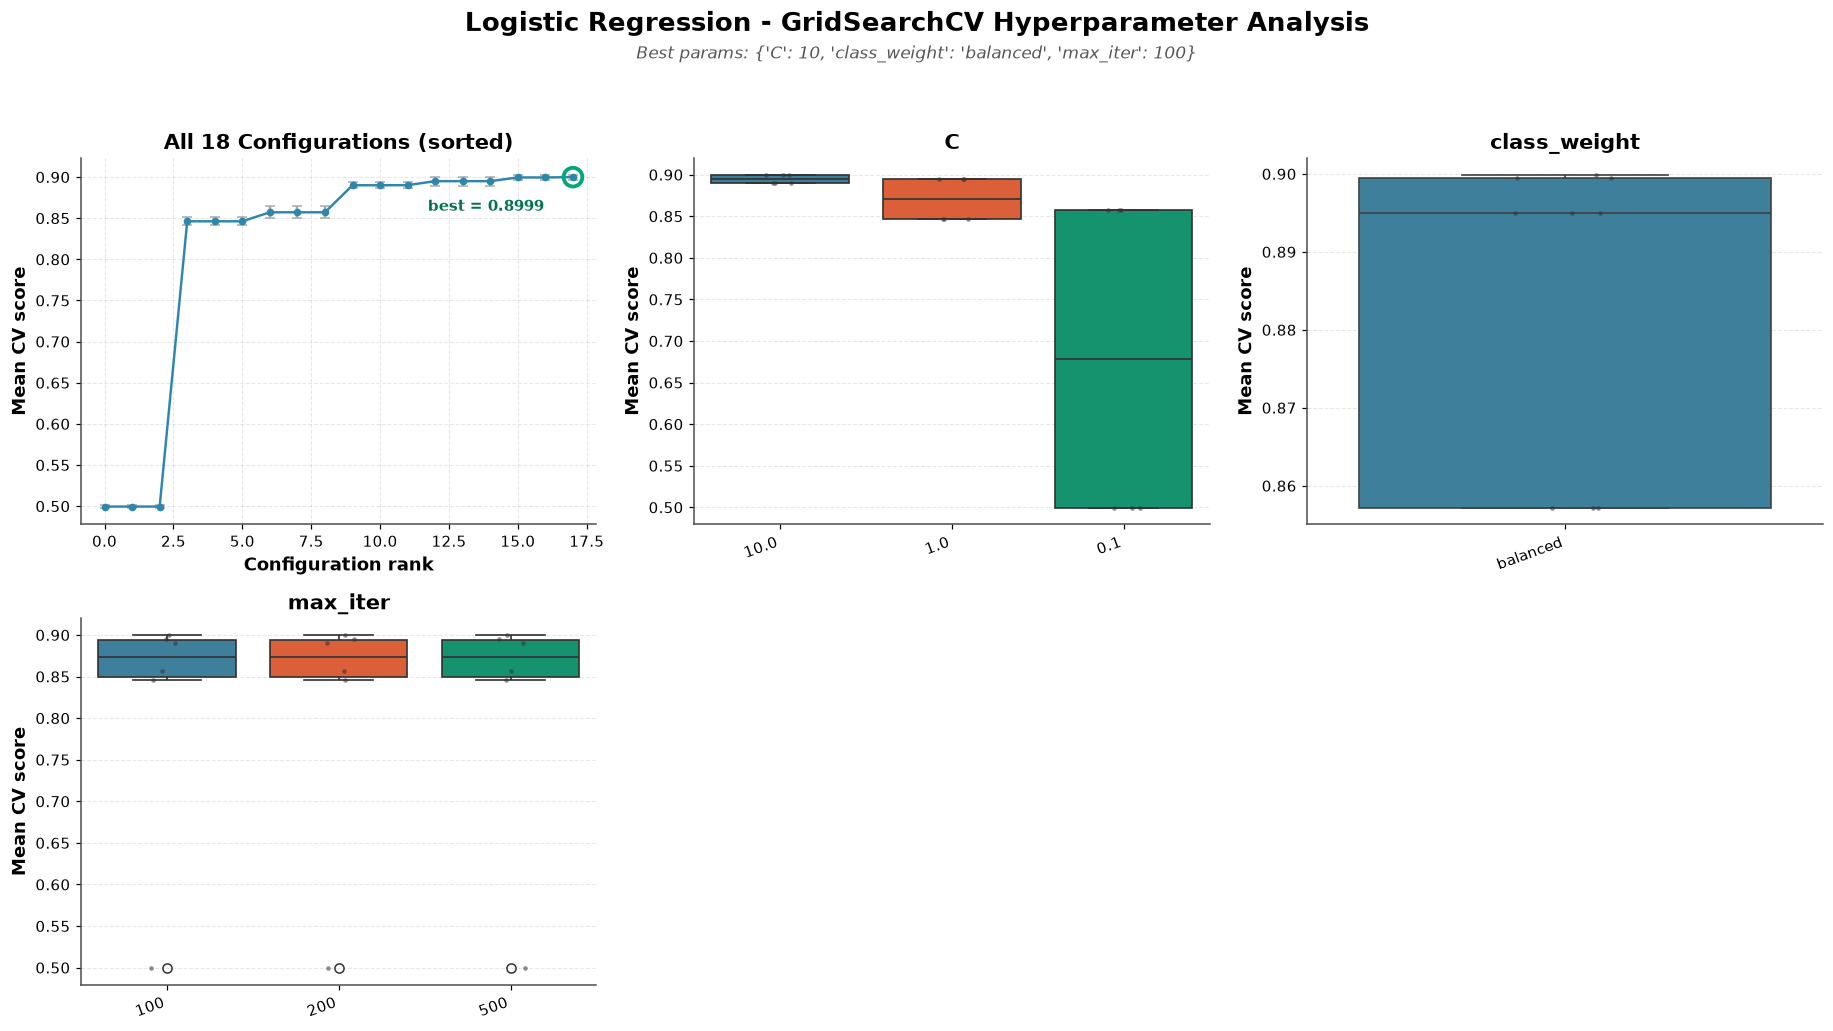 Logistic Regression - GridSearchCV Hyperparameter Analysis
Best params: {'C': 10, 'class_weight': 'balanced', 'max_iter': 100}
All 18 Configurations (sorted)
Mean CV score
0.90
0.85
0.80
0.75
0.70
0.65
0.60
0.55
0.50
best = 0.8999
0.0 2.5 5.0 7.5 10.0 12.5 15.0 17.5
Configuration rank
C
Mean CV score
0.90
0.85
0.80
0.75
0.70
0.65
0.60
0.55
0.50
10.0 1.0 0.1
class_weight
Mean CV score
0.90
0.89
0.88
0.87
0.86
balanced
max_iter
Mean CV score
0.90
0.85
0.80
0.75
0.70
0.65
0.60
0.55
0.50
100 200 500